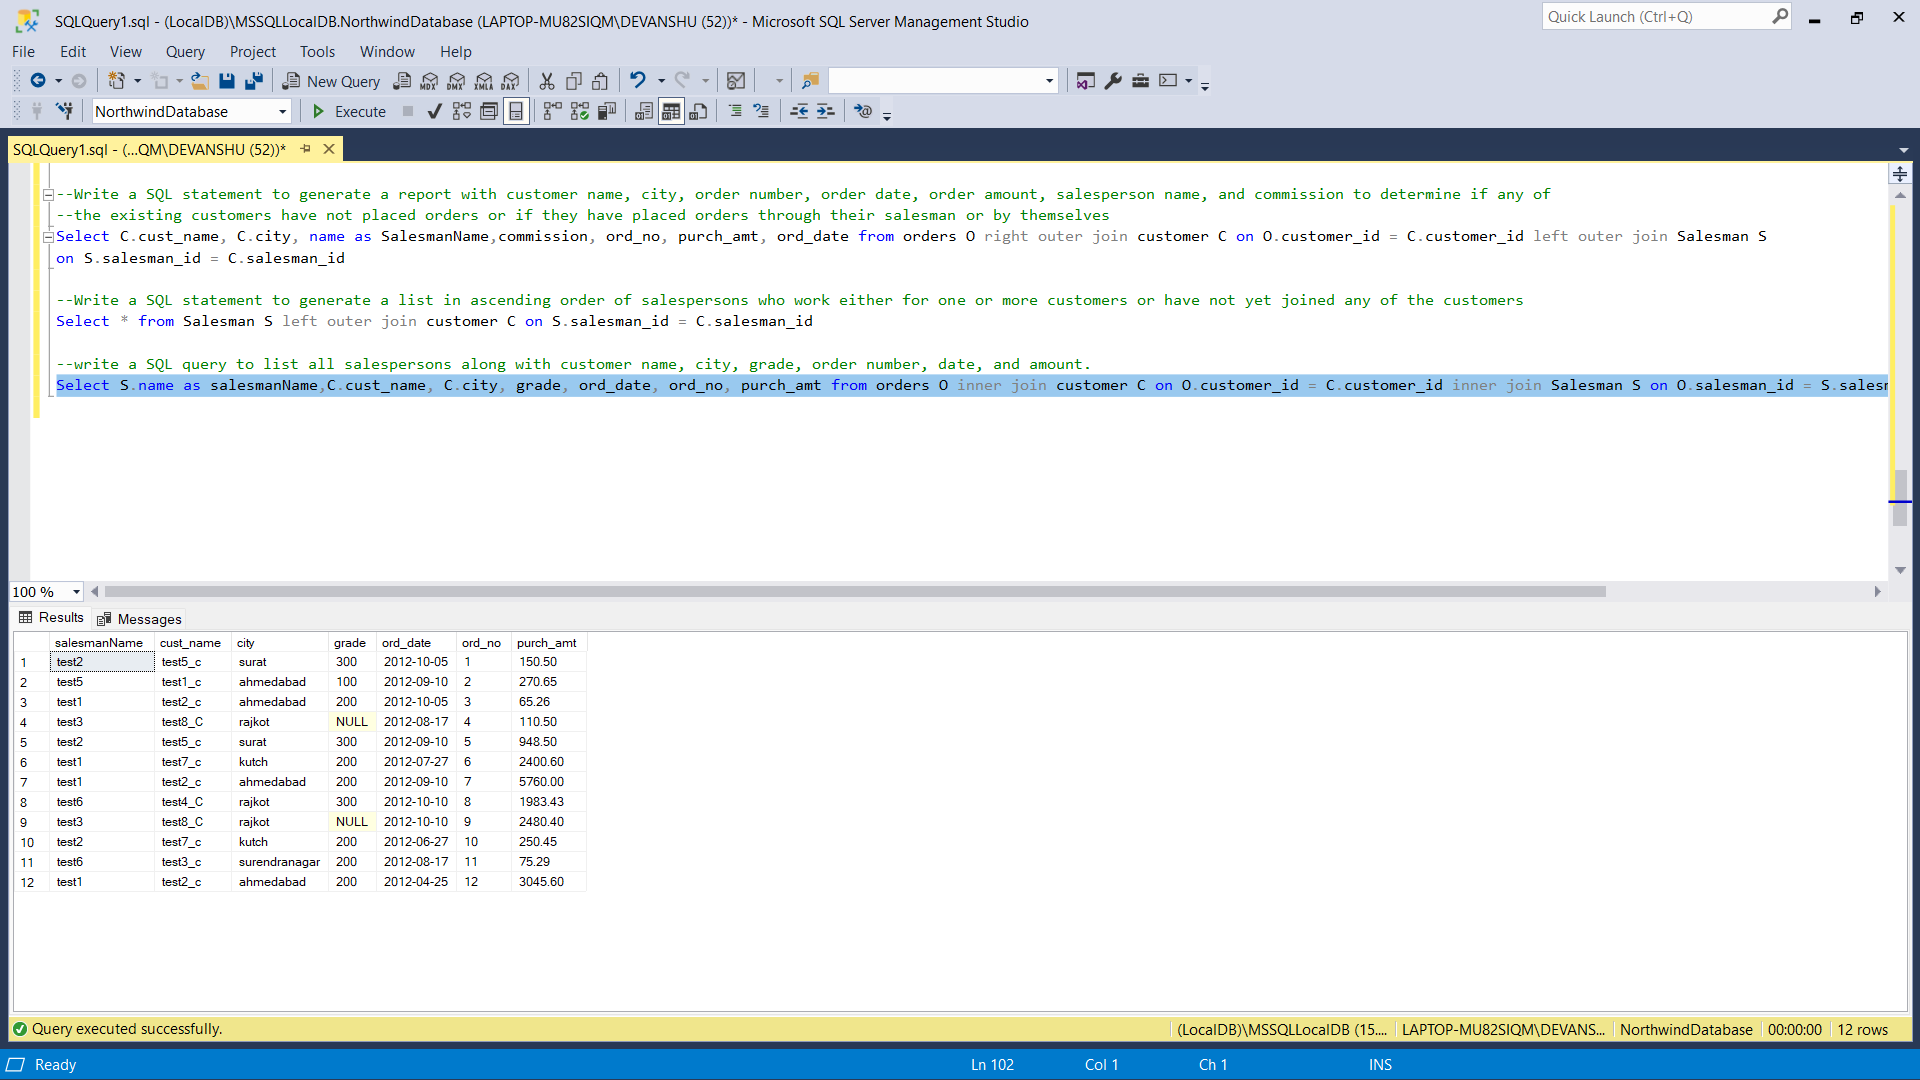 SQLQuery1.sql - (LocalDB)\MSSQLLocalDB.NorthwindDatabase (LAPTOP-MU82SIQM\DEVANSHU (52))* - Microsoft SQL Server Management Studio
Quick Launch (Ctrl+Q)
File Edit View Query Project Tools Window Help
New Query MDX DMX XMLA DAX
NorthwindDatabase Execute
SQLQuery1.sql - (...QM\DEVANSHU (52))*
--Write a SQL statement to generate a report with customer name, city, order number, order date, order amount, salesperson name, and commission to determine if any of
--the existing customers have not placed orders or if they have placed orders through their salesman or by themselves
Select C.cust_name, C.city, name as SalesmanName,commission, ord_no, purch_amt, ord_date from orders O right outer join customer C on O.customer_id = C.customer_id left outer join Salesman S
on S.salesman_id = C.salesman_id
--Write a SQL statement to generate a list in ascending order of salespersons who work either for one or more customers or have not yet joined any of the customers
Select * from Salesman S left outer join customer C on S.salesman_id = C.salesman_id
--write a SQL query to list all salespersons along with customer name, city, grade, order number, date, and amount.
Select S.name as salesmanName,C.cust_name, C.city, grade, ord_date, ord_no, purch_amt from orders O inner join customer C on O.customer_id = C.customer_id inner join Salesman S on O.salesman_id = S.sales
100 %
Results Messages
salesmanName cust_name city grade ord_date ord_no purch_amt
1 test2 test5_c surat 300 2012-10-05 1 150.50
2 test5 test1_c ahmedabad 100 2012-09-10 2 270.65
3 test1 test2_c ahmedabad 200 2012-10-05 3 65.26
4 test3 test8_C rajkot NULL 2012-08-17 4 110.50
5 test2 test5_c surat 300 2012-09-10 5 948.50
6 test1 test7_c kutch 200 2012-07-27 6 2400.60
7 test1 test2_c ahmedabad 200 2012-09-10 7 5760.00
8 test6 test4_C rajkot 300 2012-10-10 8 1983.43
9 test3 test8_C rajkot NULL 2012-10-10 9 2480.40
10 test2 test7_c kutch 200 2012-06-27 10 250.45
11 test6 test3_c surendranagar 200 2012-08-17 11 75.29
12 test1 test2_c ahmedabad 200 2012-04-25 12 3045.60
Query executed successfully.
(LocalDB)\MSSQLLocalDB (15.... LAPTOP-MU82SIQM\DEVANS... NorthwindDatabase 00:00:00 12 rows
Ready Ln 102 Col 1 Ch 1 INS